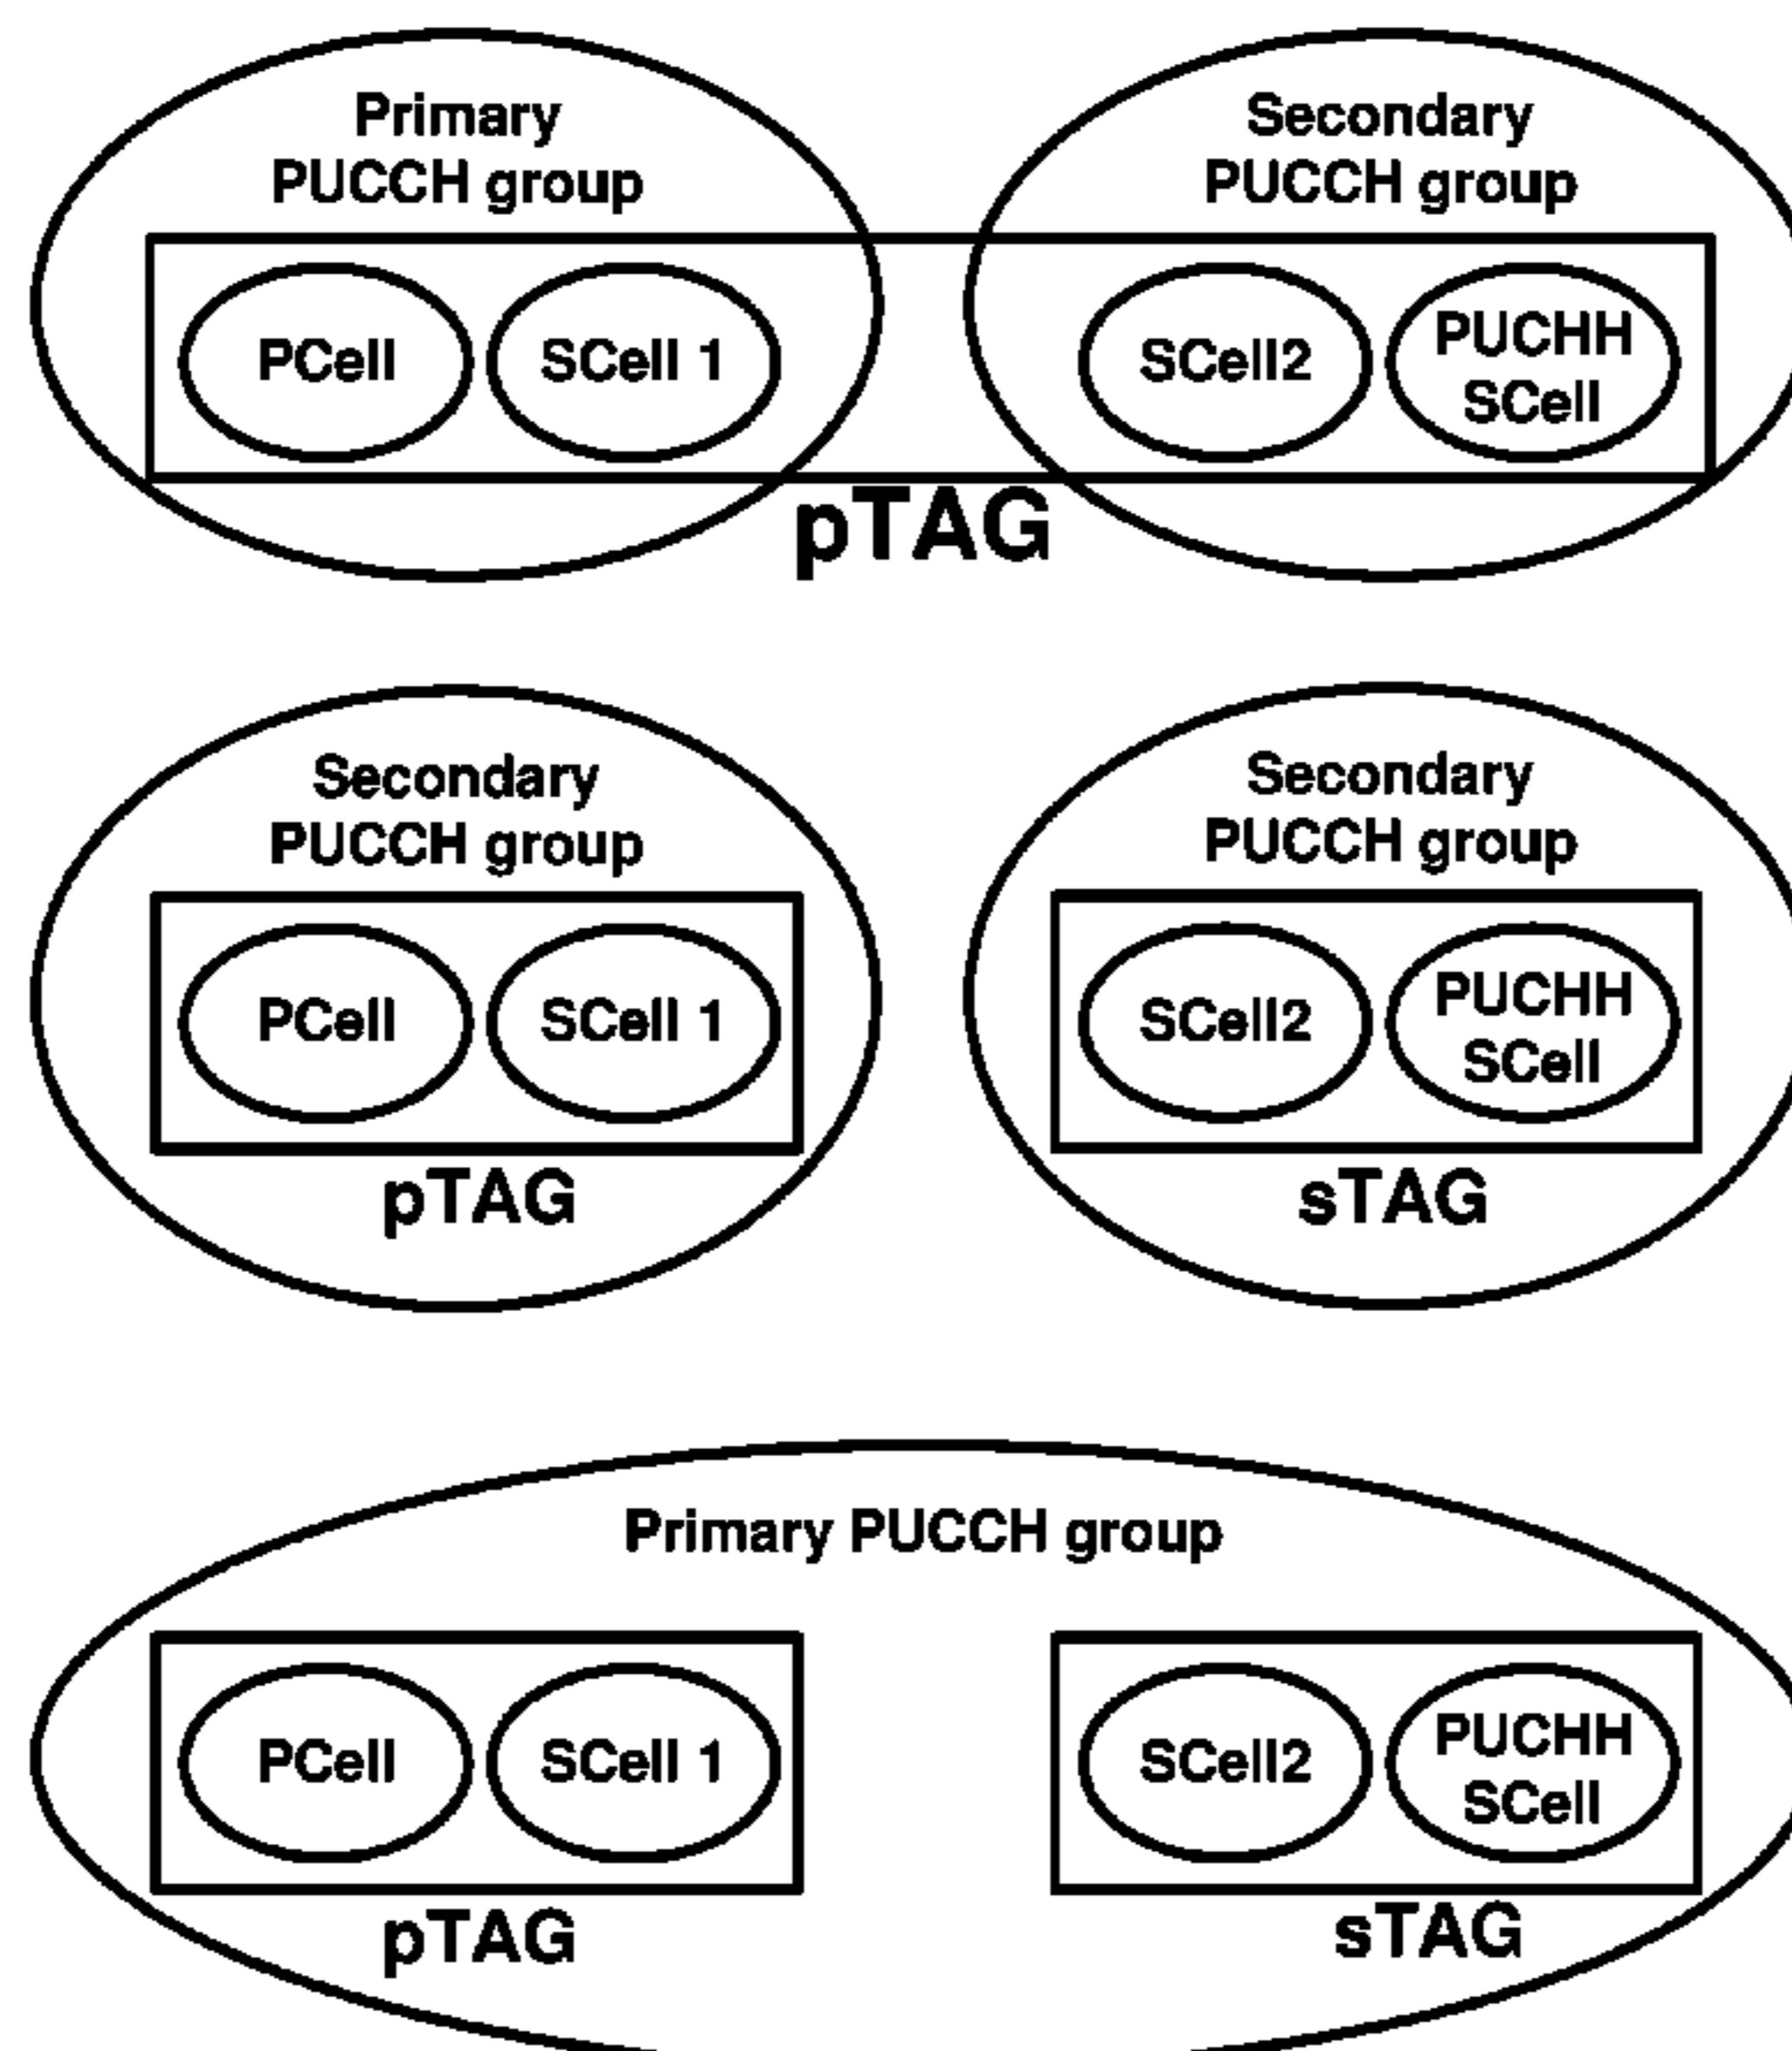 Primary
PUCCH group
Secondary
PUCCH group
PCell
SCell 1
SCell2
PUCHH
SCell
pTAG
Secondary
PUCCH group
Secondary
PUCCH group
PCell
SCell 1
SCell2
PUCHH
SCell
pTAG
sTAG
Primary PUCCH group
PCell
SCell 1
SCell2
PUCHH
SCell
pTAG
sTAG